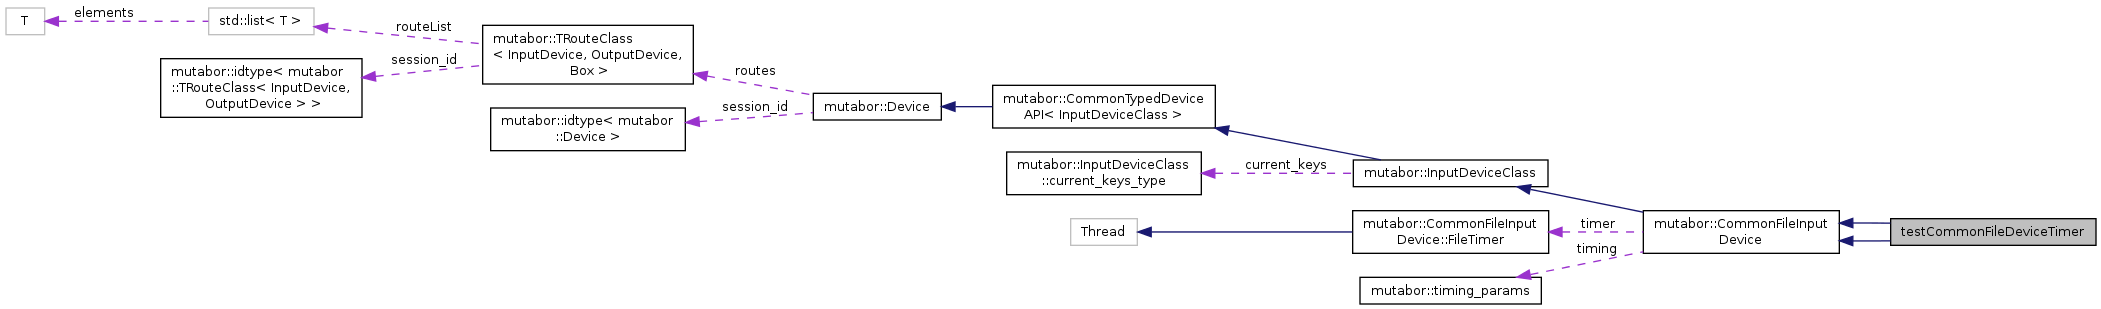 T
elements
std::list< T >
routeList
mutabor::TRouteClass
< InputDevice, OutputDevice,
Box >
mutabor::idtype< mutabor
::TRouteClass< InputDevice,
OutputDevice > >
session_id
routes
mutabor::Device
session_id
mutabor::idtype< mutabor
::Device >
mutabor::CommonTypedDevice
API< InputDeviceClass >
mutabor::InputDeviceClass
::current_keys_type
current_keys
mutabor::InputDeviceClass
Thread
mutabor::CommonFileInput
Device::FileTimer
timer
timing
mutabor::CommonFileInput
Device
testCommonFileDeviceTimer
mutabor::timing_params